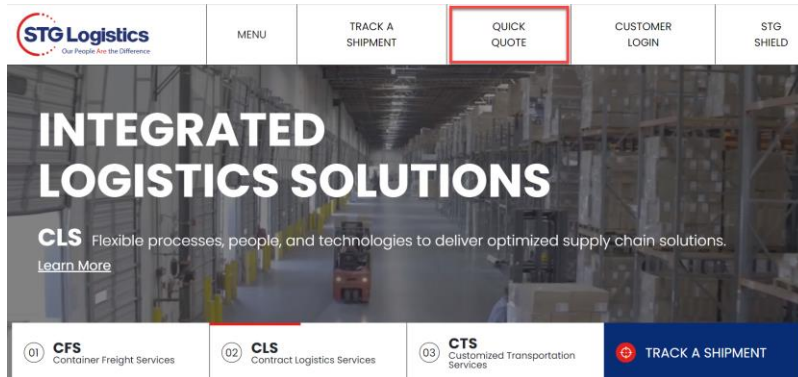 STG Logistics
Our People Are the Difference
MENU
TRACK A
SHIPMENT
QUICK
QUOTE
CUSTOMER
LOGIN
STG
SHIELD
INTEGRATED
LOGISTICS SOLUTIONS
CLS Flexible processes, people, and technologies to deliver optimized supply chain solutions.
Learn More
01 CFS
Container Freight Services
02 CLS
Contract Logistics Services
03 CTS
Customized Transportation
Services
TRACK A SHIPMENT